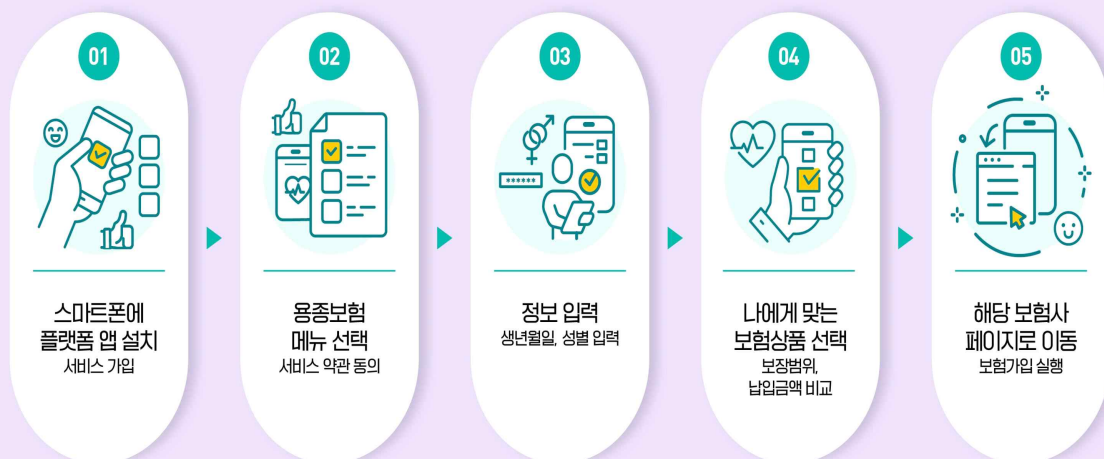 01
스마트폰에
플랫폼 앱 설치
서비스 가입
02
용종보험
메뉴 선택
서비스 약관 동의
03
******
정보 입력
생년월일, 성별 입력
04
나에게 맞는
보험상품 선택
보장범위,
납입금액 비교
05
해당 보험사
페이지로 이동
보험가입 실행